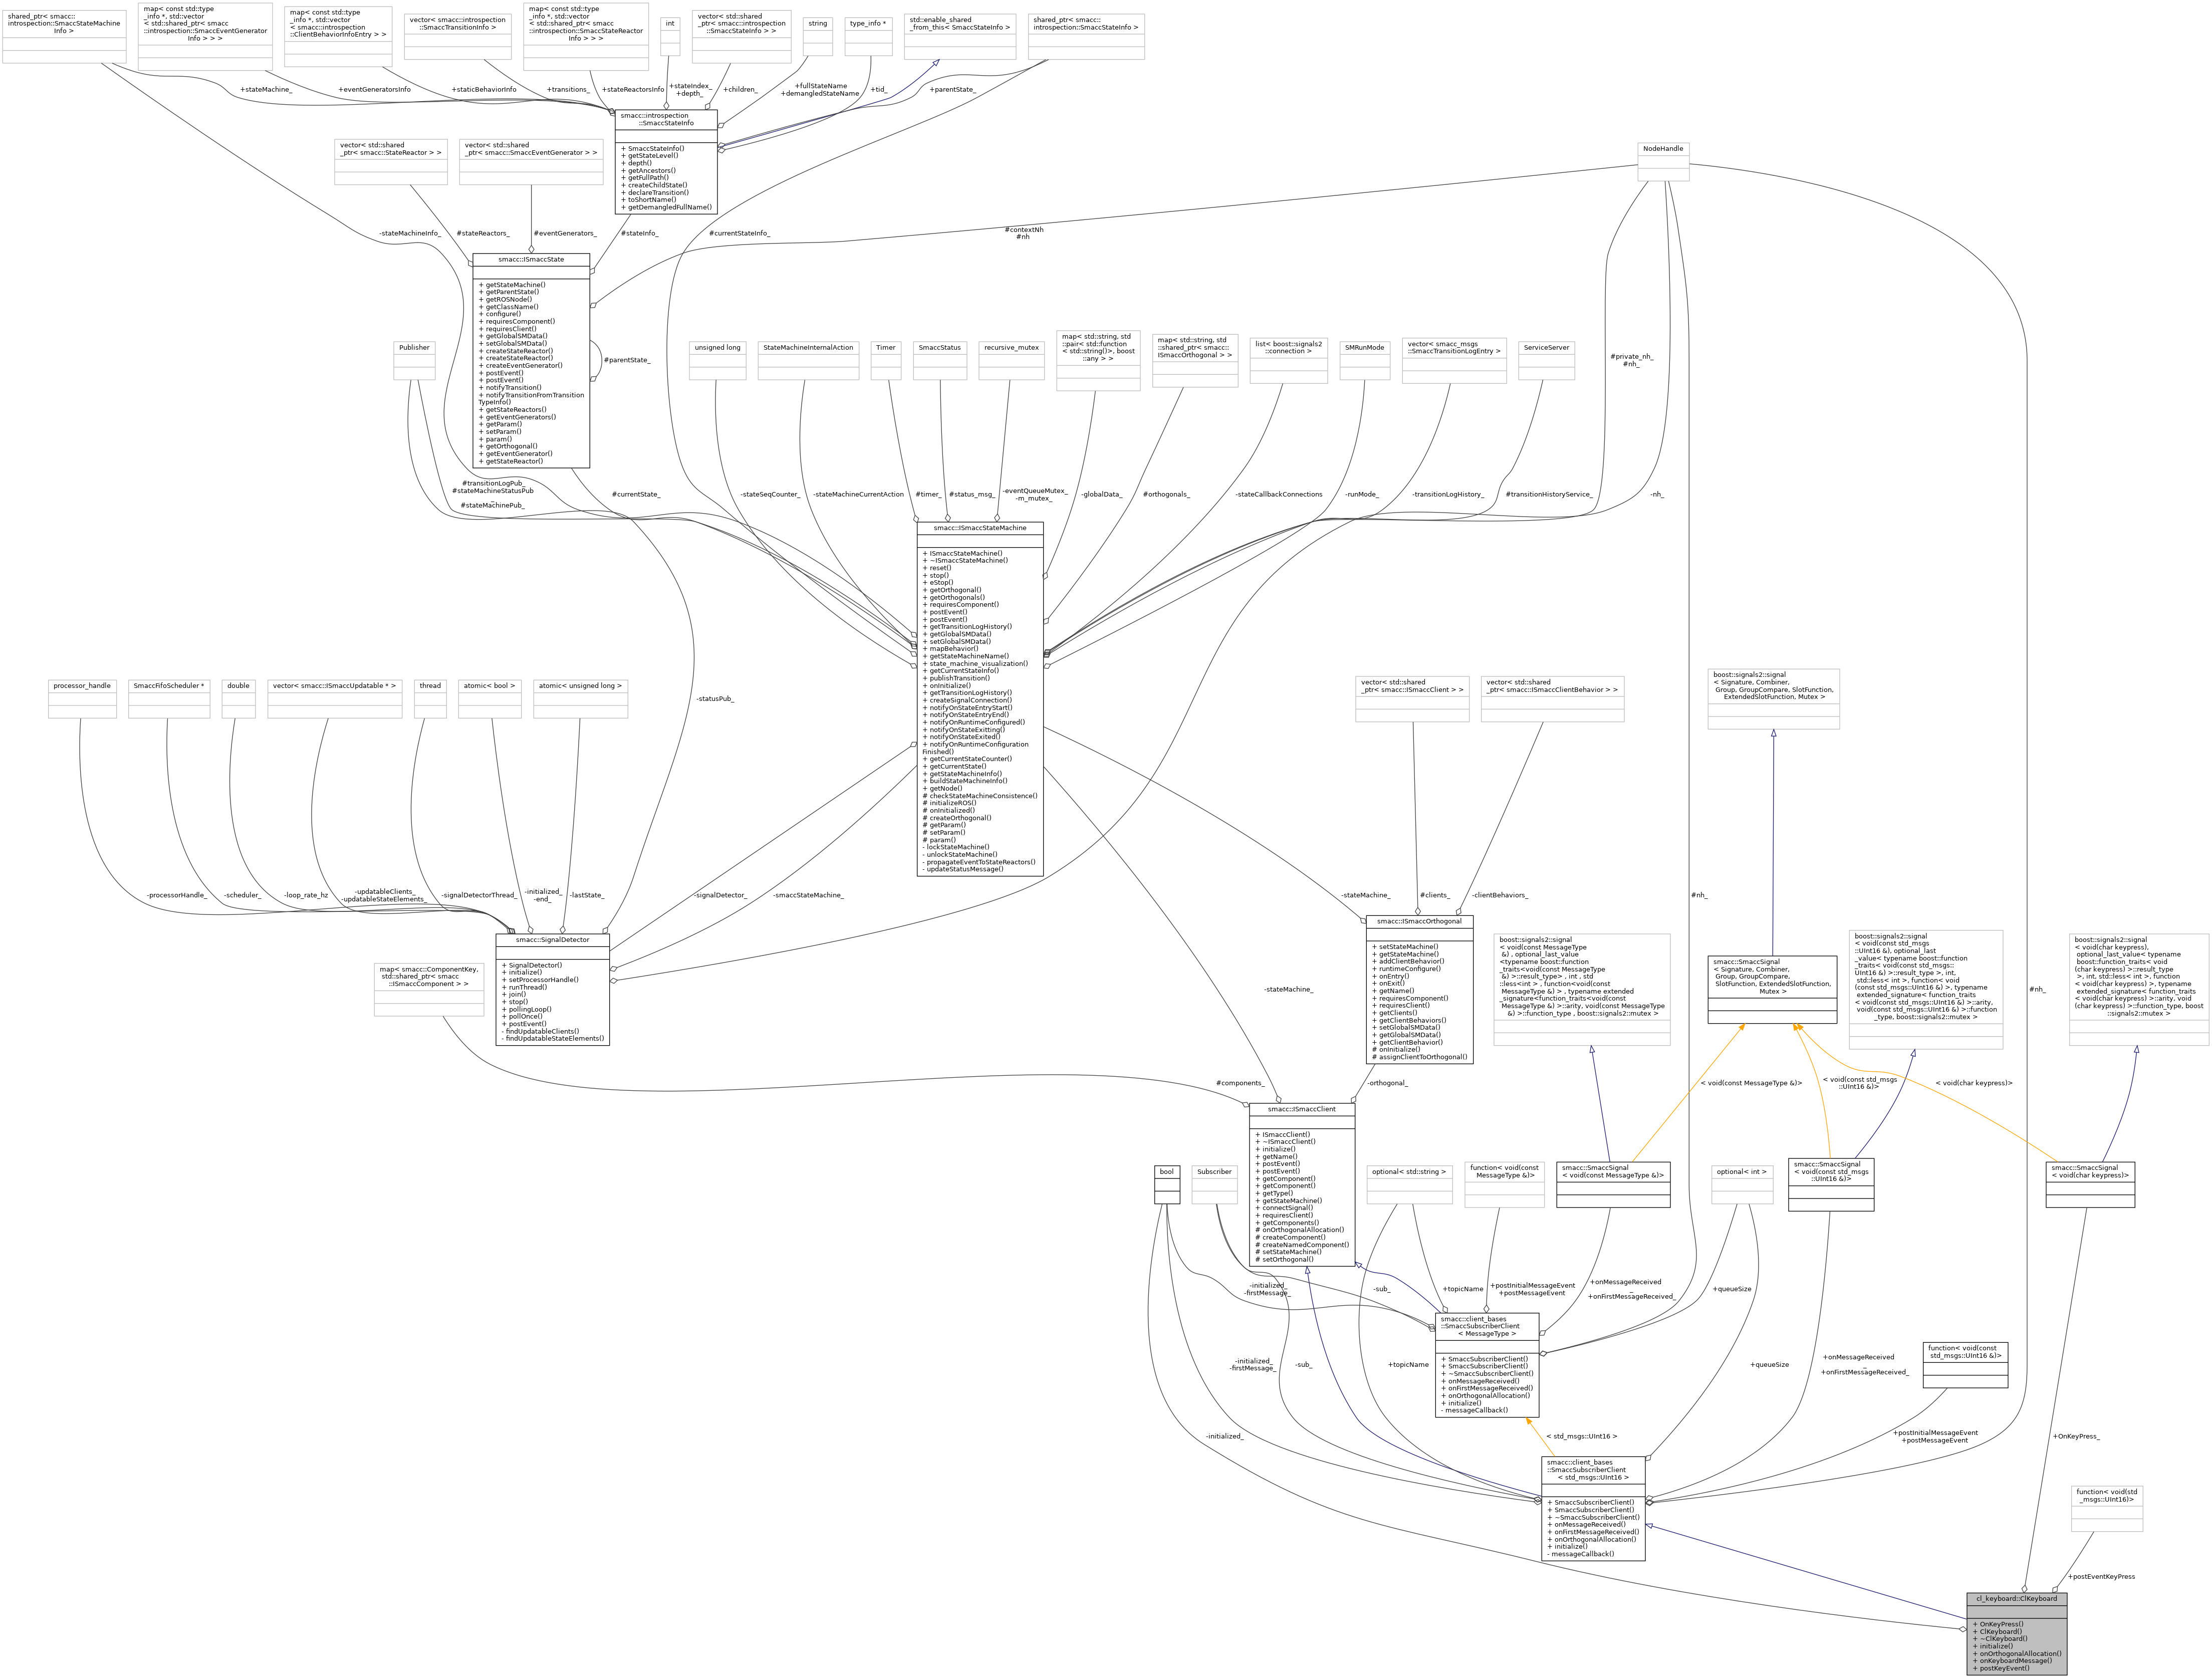 shared_ptr< smacc::
introspection::SmaccStateMachine
Info >
map< const std::type
_info *, std::vector
< std::shared_ptr< smacc
::introspection::SmaccEventGenerator
Info > > >
map< const std::type
_info *, std::vector
< smacc::introspection
::ClientBehaviorInfoEntry > >
vector< smacc::introspection
::SmaccTransitionInfo >
map< const std::type
_info *, std::vector
< std::shared_ptr< smacc
::introspection::SmaccStateReactor
Info > > >
int
vector< std::shared
_ptr< smacc::introspection
::SmaccStateInfo > >
string
type_info *
std::enable_shared
_from_this< SmaccStateInfo >
shared_ptr< smacc::
introspection::SmaccStateInfo >
+stateMachine_
+eventGeneratorsInfo
+staticBehaviorInfo
+transitions_
+stateReactorsInfo
+stateIndex_
+depth_
+children_
+fullStateName
+demangledStateName
+tid_
+parentState_
smacc::introspection
::SmaccStateInfo
+ SmaccStateInfo()
+ getStateLevel()
+ depth()
+ getAncestors()
+ getFullPath()
+ createChildState()
+ declareTransition()
+ toShortName()
+ getDemangledFullName()
vector< std::shared
_ptr< smacc::StateReactor > >
vector< std::shared
_ptr< smacc::SmaccEventGenerator > >
NodeHandle
-stateMachineInfo_
#stateReactors_
#eventGenerators_
#stateInfo_
#currentStateInfo_
#contextNh
#nh
smacc::ISmaccState
+ getStateMachine()
+ getParentState()
+ getROSNode()
+ getClassName()
+ configure()
+ requiresComponent()
+ requiresClient()
+ getGlobalSMData()
+ setGlobalSMData()
+ createStateReactor()
+ createStateReactor()
+ createEventGenerator()
+ postEvent()
+ postEvent()
+ notifyTransition()
+ notifyTransitionFromTransition
TypeInfo()
+ getStateReactors()
+ getEventGenerators()
+ getParam()
+ setParam()
+ param()
+ getOrthogonal()
+ getEventGenerator()
+ getStateReactor()
#parentState_
Publisher
unsigned long
StateMachineInternalAction
Timer
SmaccStatus
recursive_mutex
map< std::string, std
::pair< std::function
< std::string()>, boost
::any > >
map< std::string, std
::shared_ptr< smacc::
ISmaccOrthogonal > >
list< boost::signals2
::connection >
SMRunMode
vector< smacc_msgs
::SmaccTransitionLogEntry >
ServiceServer
#private_nh_
#nh_
#transitionLogPub_
#stateMachineStatusPub
_
#stateMachinePub_
#currentState_
-stateSeqCounter_
-stateMachineCurrentAction
#timer_
#status_msg_
-eventQueueMutex_
-m_mutex_
-globalData_
#orthogonals_
-stateCallbackConnections
-runMode_
-transitionLogHistory_
#transitionHistoryService_
-nh_
smacc::ISmaccStateMachine
+ ISmaccStateMachine()
+ ~ISmaccStateMachine()
+ reset()
+ stop()
+ eStop()
+ getOrthogonal()
+ getOrthogonals()
+ requiresComponent()
+ postEvent()
+ postEvent()
+ getTransitionLogHistory()
+ getGlobalSMData()
+ setGlobalSMData()
+ mapBehavior()
+ getStateMachineName()
+ state_machine_visualization()
+ getCurrentStateInfo()
+ publishTransition()
+ onInitialize()
+ getTransitionLogHistory()
+ createSignalConnection()
+ notifyOnStateEntryStart()
+ notifyOnStateEntryEnd()
+ notifyOnRuntimeConfigured()
+ notifyOnStateExitting()
+ notifyOnStateExited()
+ notifyOnRuntimeConfiguration
Finished()
+ getCurrentStateCounter()
+ getCurrentState()
+ getStateMachineInfo()
+ buildStateMachineInfo()
+ getNode()
# checkStateMachineConsistence()
# initializeROS()
# onInitialized()
# createOrthogonal()
# getParam()
# setParam()
# param()
- lockStateMachine()
- unlockStateMachine()
- propagateEventToStateReactors()
- updateStatusMessage()
processor_handle
SmaccFifoScheduler *
double
vector< smacc::ISmaccUpdatable * >
thread
atomic< bool >
atomic< unsigned long >
-statusPub_
vector< std::shared
_ptr< smacc::ISmaccClient > >
vector< std::shared
_ptr< smacc::ISmaccClientBehavior > >
boost::signals2::signal
< Signature, Combiner,
Group, GroupCompare, SlotFunction,
ExtendedSlotFunction, Mutex >
-processorHandle_
-scheduler_
-loop_rate_hz
-updatableClients_
-updatableStateElements_
-signalDetectorThread_
-initialized_
-end_
-lastState_
-signalDetector_
-smaccStateMachine_
-stateMachine_
#clients_
-clientBehaviors_
#nh_
smacc::SignalDetector
+ SignalDetector()
+ initialize()
+ setProcessorHandle()
+ runThread()
+ join()
+ stop()
+ pollingLoop()
+ pollOnce()
+ postEvent()
- findUpdatableClients()
- findUpdatableStateElements()
map< smacc::ComponentKey,
std::shared_ptr< smacc
::ISmaccComponent > >
smacc::ISmaccOrthogonal
+ setStateMachine()
+ getStateMachine()
+ addClientBehavior()
+ runtimeConfigure()
+ onEntry()
+ onExit()
+ getName()
+ requiresComponent()
+ requiresClient()
+ getClients()
+ getClientBehaviors()
+ setGlobalSMData()
+ getGlobalSMData()
+ getClientBehavior()
# onInitialize()
# assignClientToOrthogonal()
boost::signals2::signal
< void(const MessageType
&) , optional_last_value
<typename boost::function
_traits<void(const MessageType
&) >::result_type> , int , std
::less<int > , function<void(const
MessageType &) > , typename extended
_signature<function_traits<void(const
MessageType &) >::arity, void(const MessageType
&) >::function_type , boost::signals2::mutex >
smacc::SmaccSignal
< Signature, Combiner,
Group, GroupCompare,
SlotFunction, ExtendedSlotFunction,
Mutex >
boost::signals2::signal
< void(const std_msgs
::UInt16 &), optional_last
_value< typename boost::function
_traits< void(const std_msgs::
UInt16 &) >::result_type >, int,
std::less< int >, function< void
(const std_msgs::UInt16 &) >, typename
extended_signature< function_traits
< void(const std_msgs::UInt16 &) >::arity,
void(const std_msgs::UInt16 &) >::function
_type, boost::signals2::mutex >
boost::signals2::signal
< void(char keypress),
optional_last_value< typename
boost::function_traits< void
(char keypress) >::result_type
>, int, std::less< int >, function
< void(char keypress) >, typename
extended_signature< function_traits
< void(char keypress) >::arity, void
(char keypress) >::function_type, boost
::signals2::mutex >
-stateMachine_
#nh_
#components_
-orthogonal_
< void(const MessageType &)>
< void(const std_msgs
::UInt16 &)>
< void(char keypress)>
smacc::ISmaccClient
+ ISmaccClient()
+ ~ISmaccClient()
+ initialize()
+ getName()
+ postEvent()
+ postEvent()
+ getComponent()
+ getComponent()
+ getType()
+ getStateMachine()
+ connectSignal()
+ requiresClient()
+ getComponents()
# onOrthogonalAllocation()
# createComponent()
# createNamedComponent()
# setStateMachine()
# setOrthogonal()
bool
Subscriber
optional< std::string >
function< void(const
MessageType &)>
smacc::SmaccSignal
< void(const MessageType &)>
optional< int >
smacc::SmaccSignal
< void(const std_msgs
::UInt16 &)>
smacc::SmaccSignal
< void(char keypress)>
-initialized_
-firstMessage_
-sub_
+topicName
+postInitialMessageEvent
+postMessageEvent
+onMessageReceived
_
+onFirstMessageReceived_
+queueSize
smacc::client_bases
::SmaccSubscriberClient
< MessageType >
+ SmaccSubscriberClient()
+ SmaccSubscriberClient()
+ ~SmaccSubscriberClient()
+ onMessageReceived()
+ onFirstMessageReceived()
+ onOrthogonalAllocation()
+ initialize()
- messageCallback()
function< void(const
std_msgs::UInt16 &)>
-initialized_
-firstMessage_
-sub_
+topicName
+queueSize
+onMessageReceived
_
+onFirstMessageReceived_
-initialized_
< std_msgs::UInt16 >
+postInitialMessageEvent
+postMessageEvent
+OnKeyPress_
smacc::client_bases
::SmaccSubscriberClient
< std_msgs::UInt16 >
+ SmaccSubscriberClient()
+ SmaccSubscriberClient()
+ ~SmaccSubscriberClient()
+ onMessageReceived()
+ onFirstMessageReceived()
+ onOrthogonalAllocation()
+ initialize()
- messageCallback()
function< void(std
_msgs::UInt16)>
+postEventKeyPress
cl_keyboard::ClKeyboard
+ OnKeyPress()
+ ClKeyboard()
+ ~ClKeyboard()
+ initialize()
+ onOrthogonalAllocation()
+ onKeyboardMessage()
+ postKeyEvent()